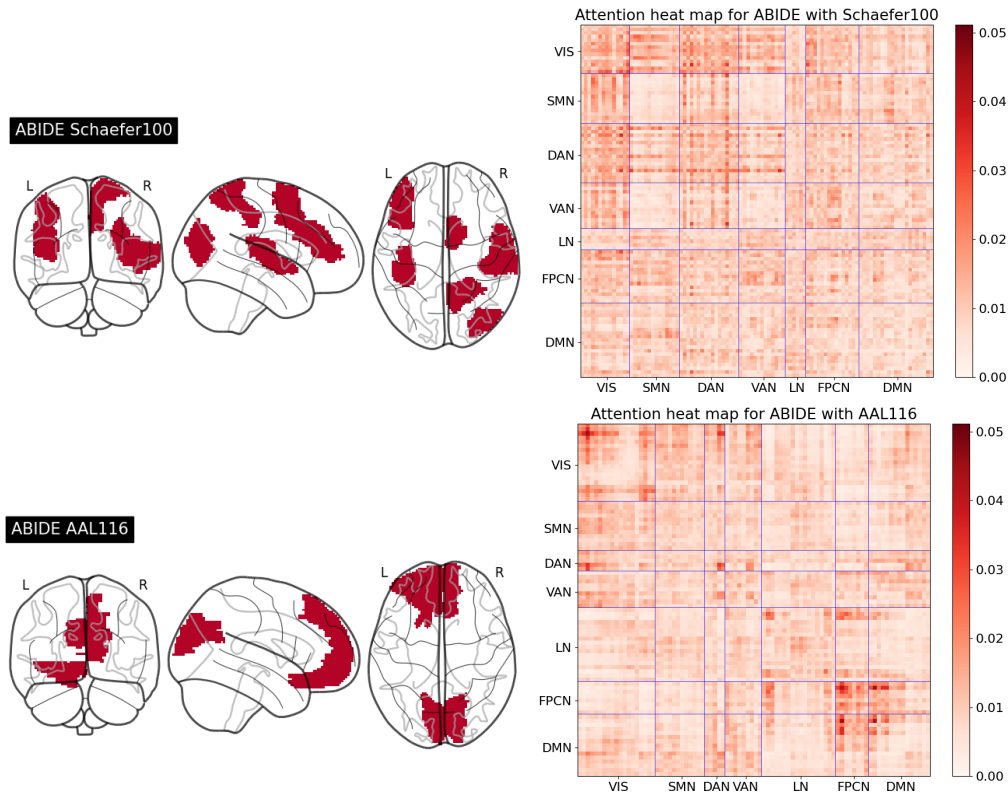 Attention heat map for ABIDE with Schaefer100
VIS
SMN
DAN
VAN
LN
FPCN
DMN
VIS SMN DAN VAN LN FPCN DMN
0.05
0.04
0.03
0.02
0.01
0.00
ABIDE Schaefer100
L R
L
R
Attention heat map for ABIDE with AAL116
VIS
SMN
DAN
VAN
LN
FPCN
DMN
VIS SMN DAN VAN LN FPCN DMN
0.05
0.04
0.03
0.02
0.01
0.00
ABIDE AAL116
L R
L
R